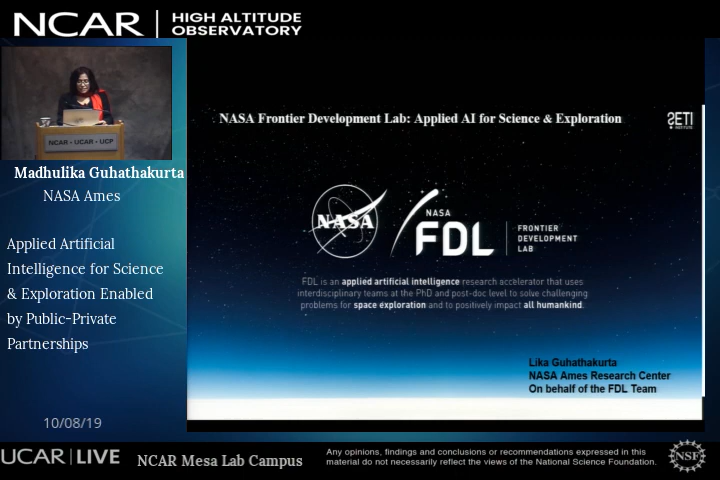 NCAR | HIGH ALTITUDE
OBSERVATORY
NCAR • UCAR • UCP
Madhulika Guhathakurta
NASA Ames
Applied Artificial
Intelligence for Science
& Exploration Enabled
by Public-Private
Partnerships
10/08/19
NASA Frontier Development Lab: Applied AI for Science & Exploration
SETI
INSTITUTE
NASA
NASA
FDL
FRONTIER
DEVELOPMENT
LAB
FDL is an applied artificial intelligence research accelerator that uses
interdisciplinary teams at the PhD and post-doc level to solve challenging
problems for space exploration and to positively impact all humankind.
Lika Guhathakurta
NASA Ames Research Center
On behalf of the FDL Team
UCAR | LIVE
NCAR Mesa Lab Campus
Any opinions, findings and conclusions or recommendations expressed in this
material do not necessarily reflect the views of the National Science Foundation.
NSF